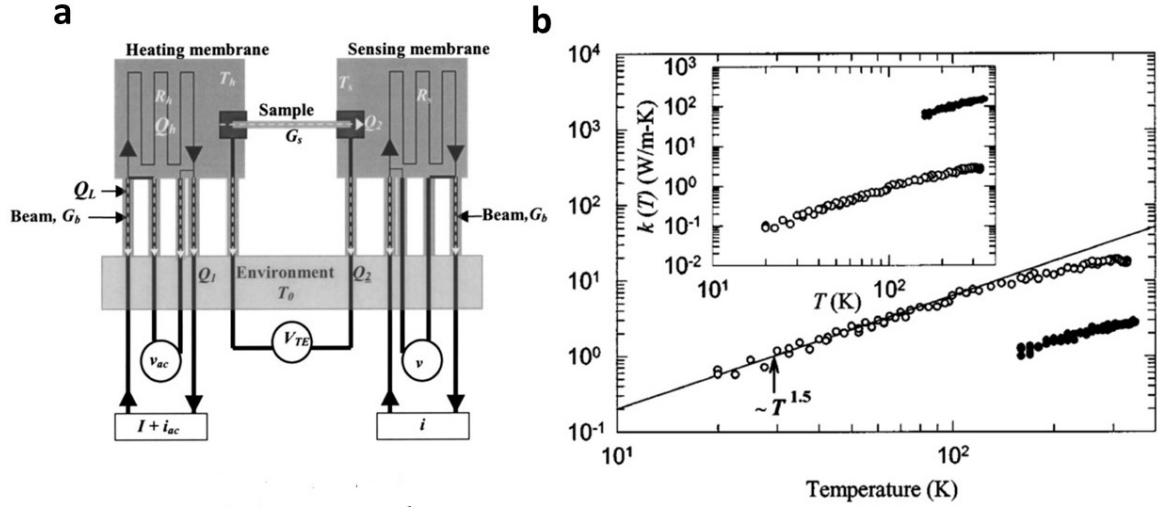 a
Heating membrane
Sensing membrane
T_h
T_s
R_h
Sample
Q_h
Q_2
G_s
Q_L
Beam, G_b
Beam, G_b
Q_1
Environment
Q_2
T_0
V_TE
v_ac
v
I + i_ac
i
b
10^4
10^3
10^2
10^1
10^0
10^-1
10^1
10^2
Temperature (K)
~ T^1.5
k (T) (W/m-K)
10^3
10^2
10^1
10^0
10^-1
10^-2
10^1
10^2
T (K)